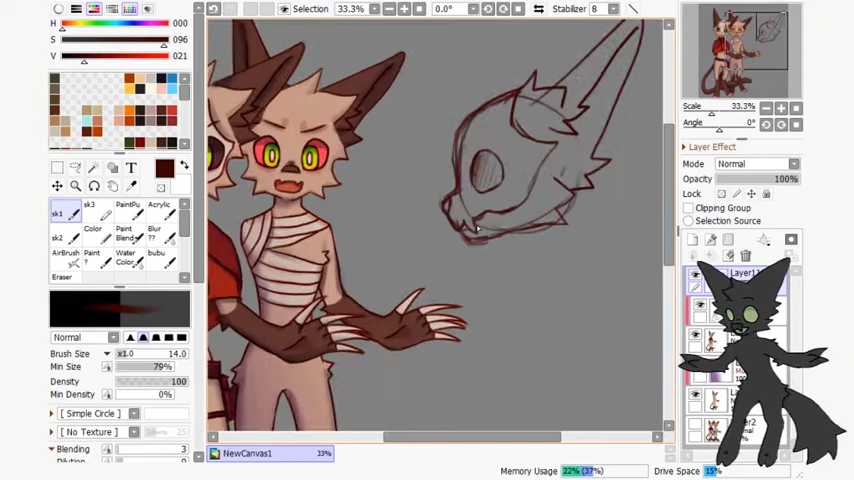 Selection 33.3% 0.0° Stabilizer 8
H 000
S 096
V 021
Scale 33.3%
Angle 0°
Layer Effect
Mode Normal
Opacity 100%
Lock
Clipping Group
Selection Source
sk1 sk3 PaintPu Acrylic
sk2 Color Paint Blend Blur ??
AirBrush Paint ? Water Color bubu
Eraser
Normal
Brush Size x1.0 14.0
Min Size 79%
Density 100
Min Density 0%
[ Simple Circle ]
[ No Texture ]
Blending 3
Layer11
NewCanvas1 33%
Memory Usage 22% (37%) Drive Space 15%